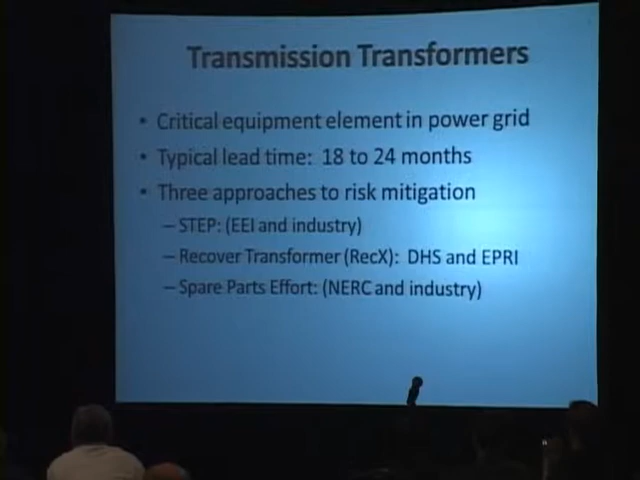 Transmission Transformers
• Critical equipment element in power grid
• Typical lead time: 18 to 24 months
• Three approaches to risk mitigation
– STEP: (EEI and industry)
– Recover Transformer (RecX): DHS and EPRI
– Spare Parts Effort: (NERC and industry)